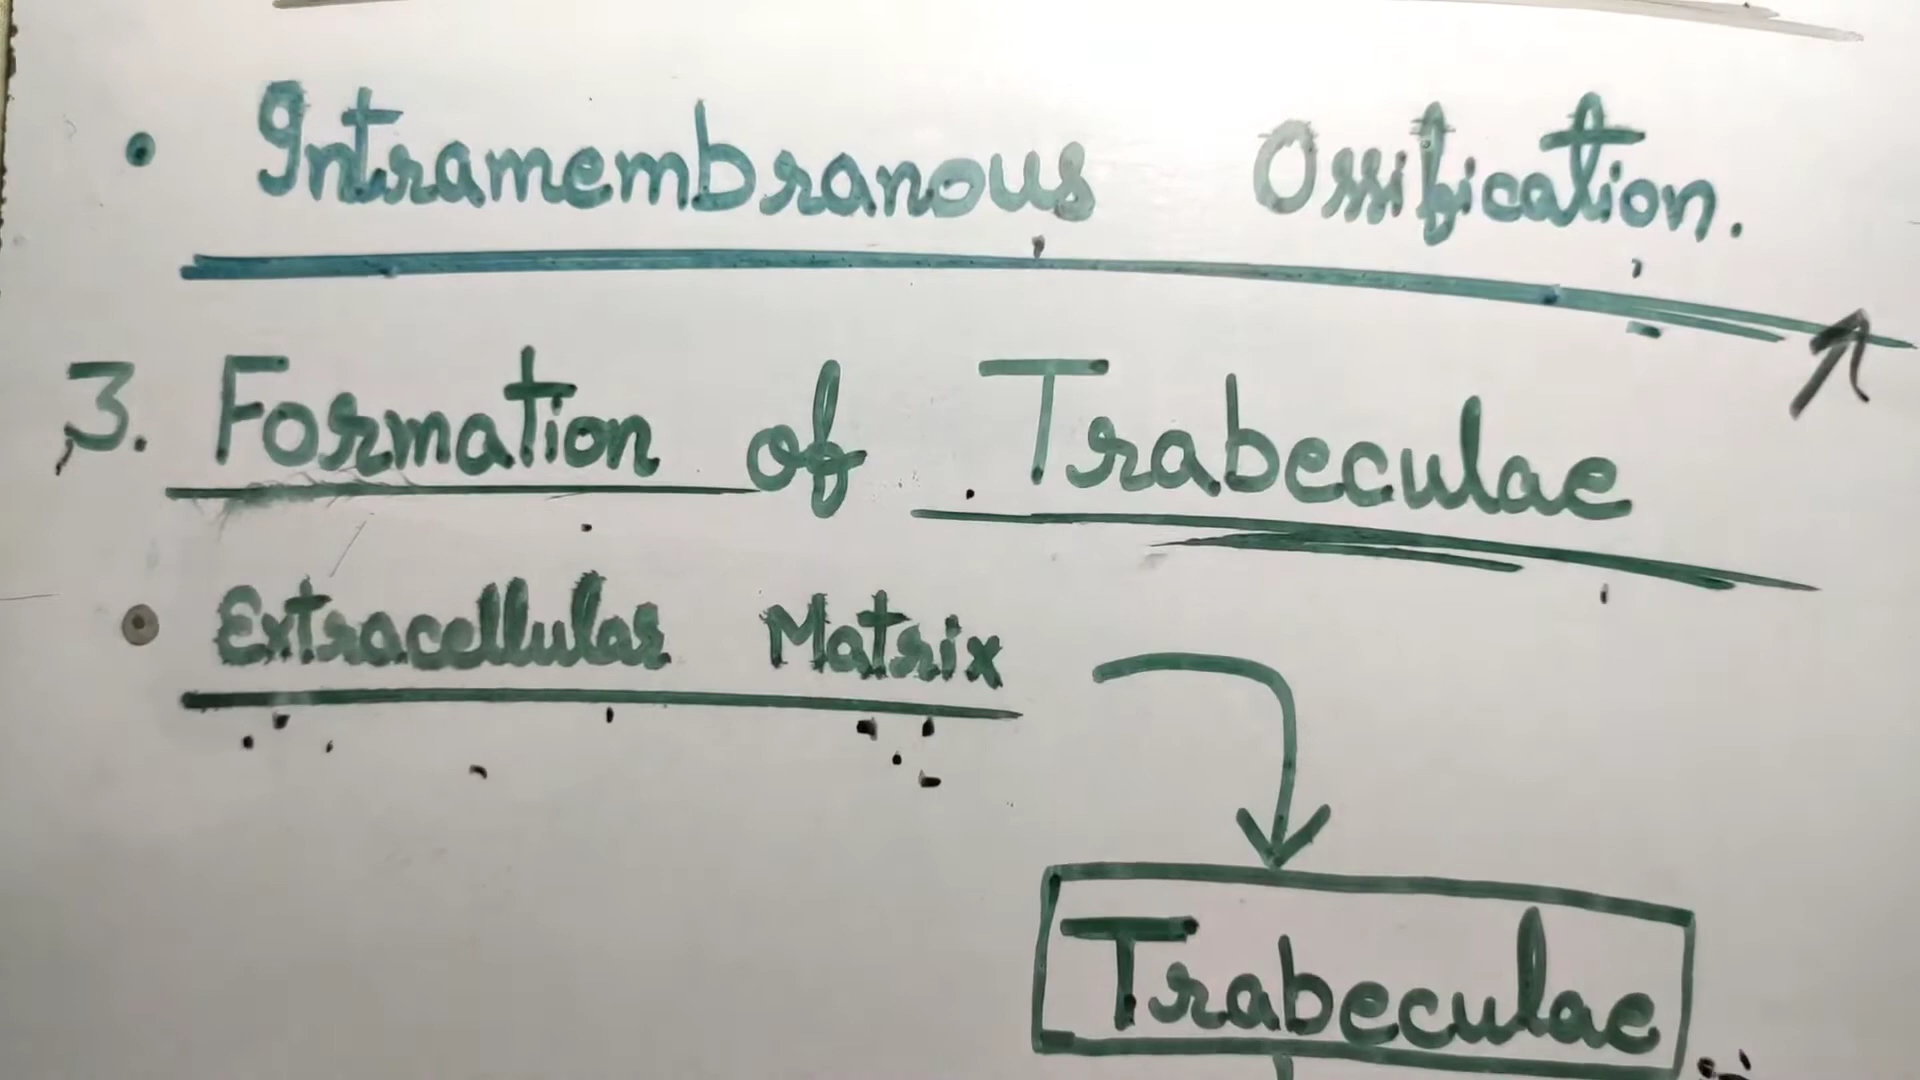 • Intramembranous Ossification.
3. Formation of Trabeculae
• Extracellular Matrix
Trabeculae